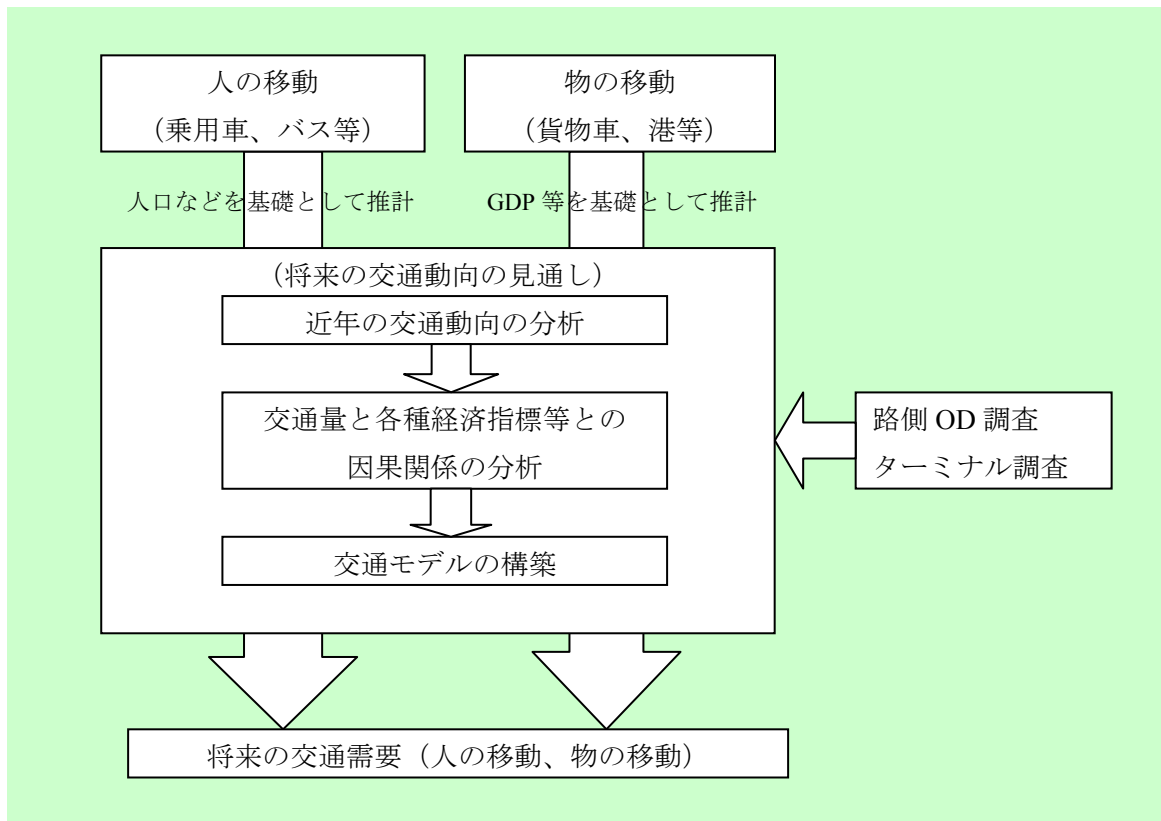 人の移動
(乗用車、バス等)
物の移動
(貨物車、港等)
人口などを基礎として推計
GDP 等を基礎として推計
(将来の交通動向の見通し)
近年の交通動向の分析
交通量と各種経済指標等との
因果関係の分析
路側 OD 調査
ターミナル調査
交通モデルの構築
将来の交通需要(人の移動、物の移動)